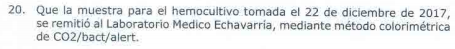 20. Que la muestra para el hemocultivo tomada el 22 de diciembre de 2017,
se remitió al Laboratorio Medico Echavarría, mediante método colorimétrica
de CO2/bact/alert.